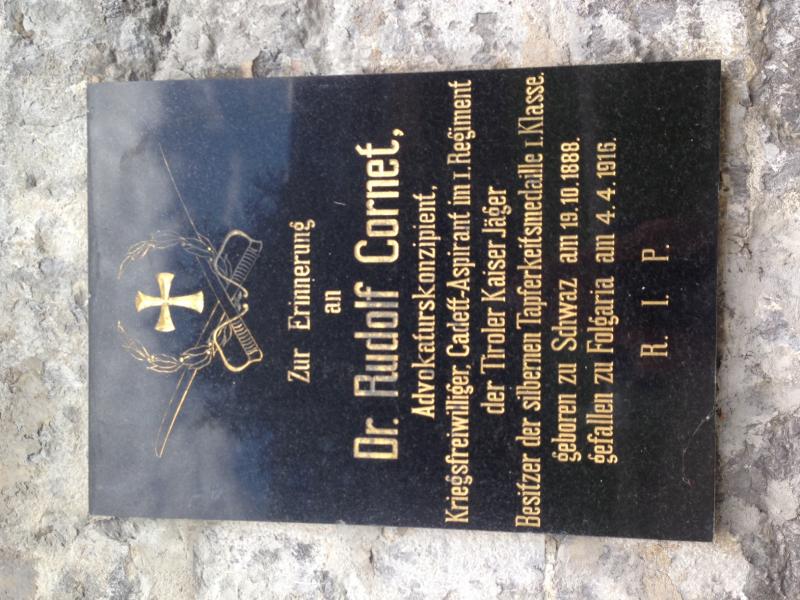 Zur Erinnerung
an
Dr. Rudolf Cornet,
Advokaturskonzipient,
Kriegsfreiwilliger, Cadett-Aspirant im 1. Regiment
der Tiroler Kaiser Jäger
Besitzer der silbernen Tapferkeitsmedaille 1. Klasse.
geboren zu Schwaz am 19. 10. 1888.
gefallen zu Folgaria am 4. 4. 1916.
R. I. P.